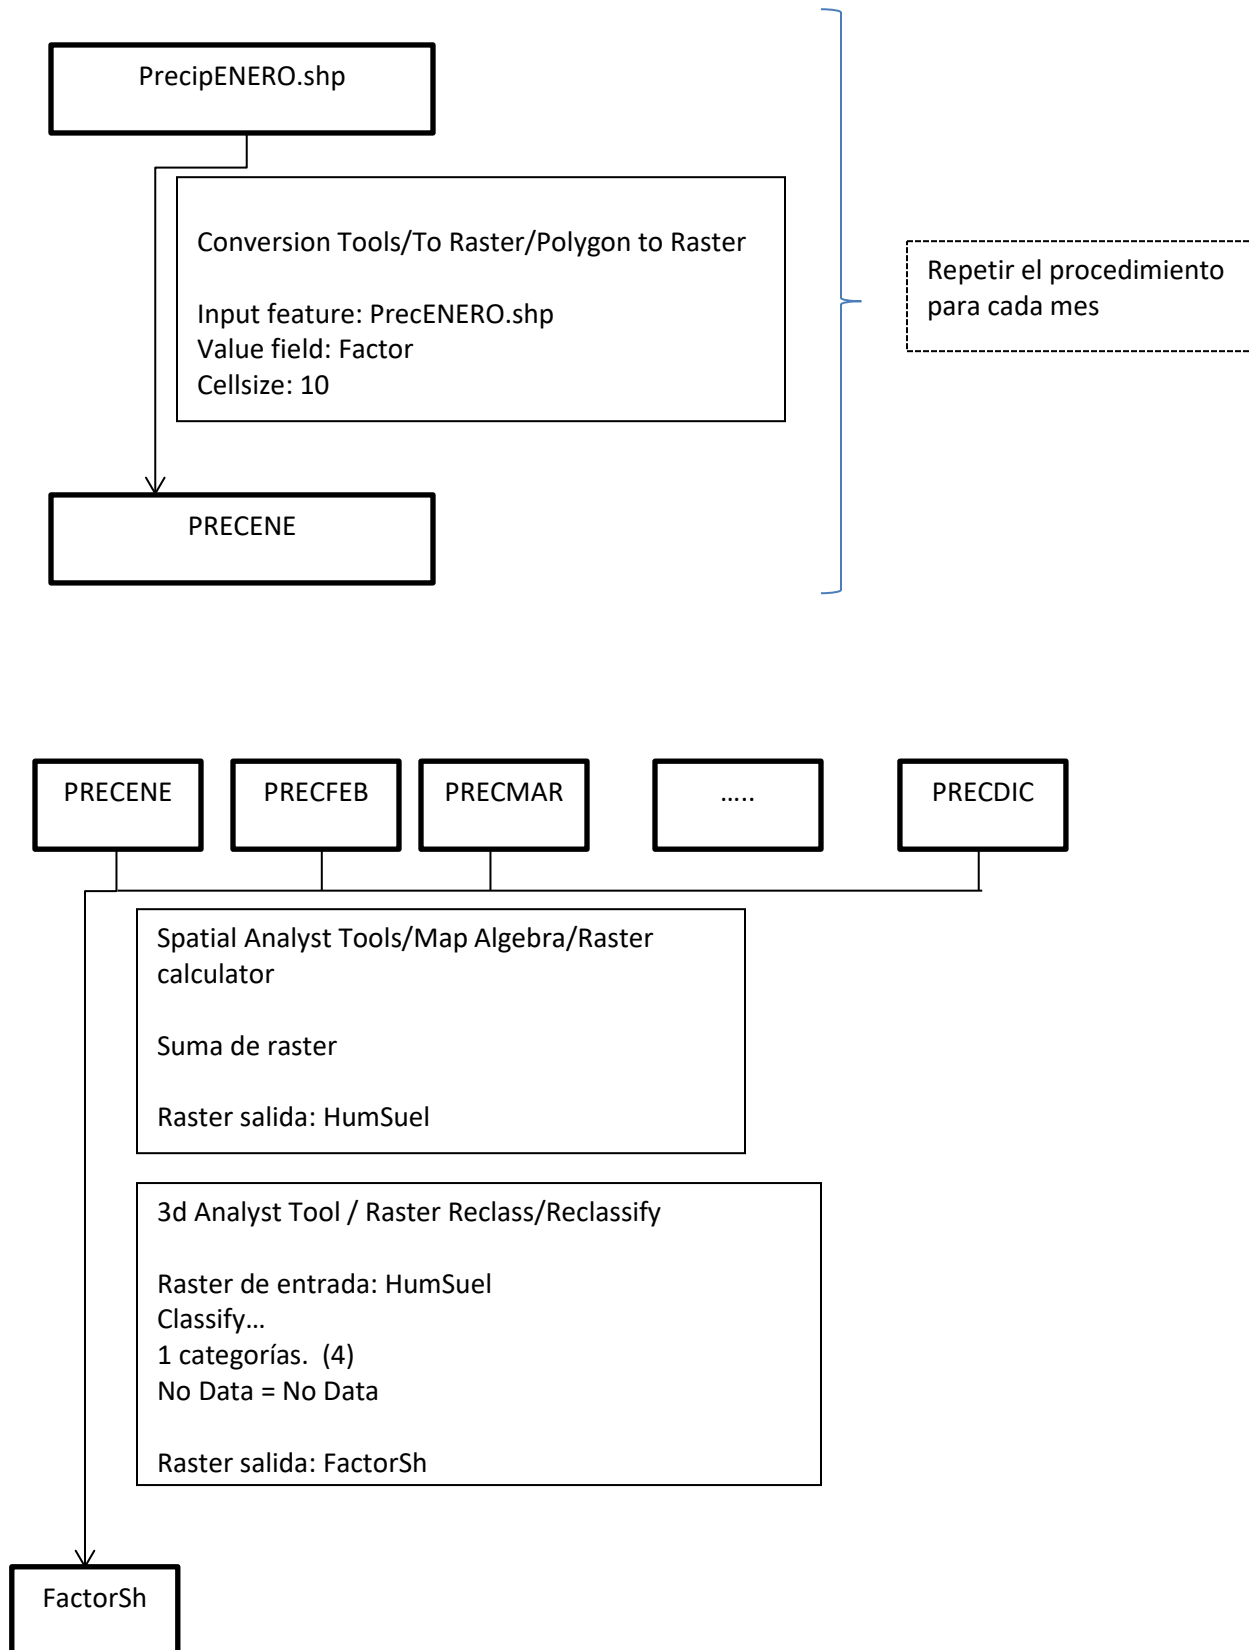 PrecipENERO.shp
Conversion Tools/To Raster/Polygon to Raster
Input feature: PrecENERO.shp
Value field: Factor
Cellsize: 10
Repetir el procedimiento
para cada mes
PRECENE
PRECENE
PRECFEB
PRECMAR
…..
PRECDIC
Spatial Analyst Tools/Map Algebra/Raster
calculator
Suma de raster
Raster salida: HumSuel
3d Analyst Tool / Raster Reclass/Reclassify
Raster de entrada: HumSuel
Classify…
1 categorías.  (4)
No Data = No Data
Raster salida: FactorSh
FactorSh